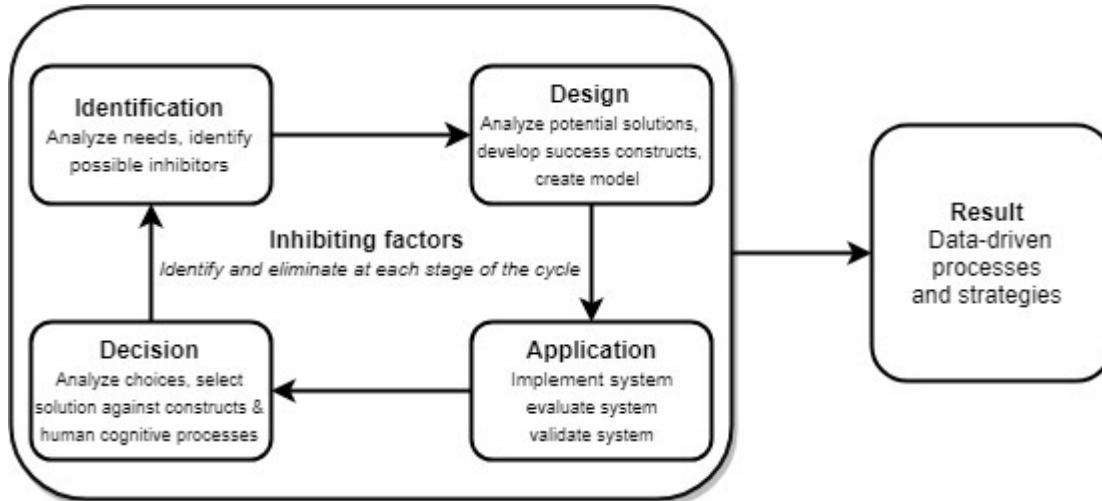 Identification
Analyze needs, identify
possible inhibitors
Design
Analyze potential solutions,
develop success constructs,
create model
Inhibiting factors
Identify and eliminate at each stage of the cycle
Decision
Analyze choices, select
solution against constructs &
human cognitive processes
Application
Implement system
evaluate system
validate system
Result
Data-driven
processes
and strategies